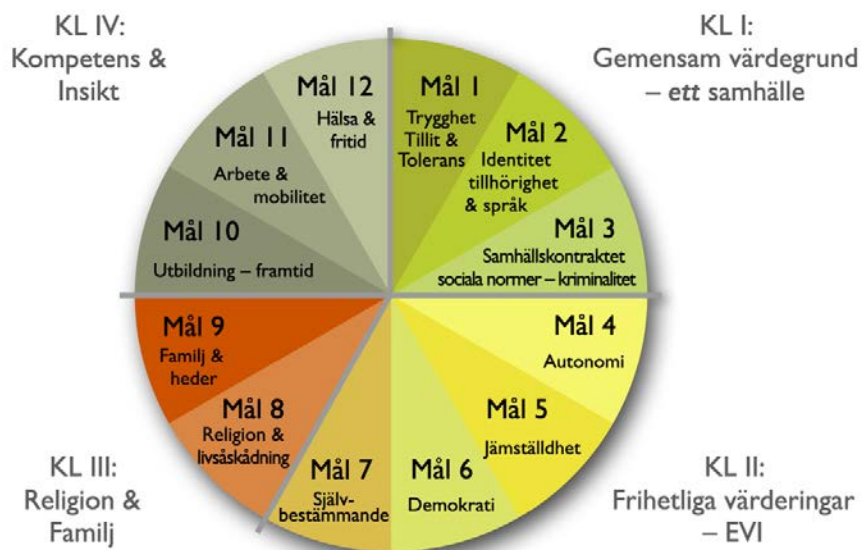 KL IV:
Kompetens &
Insikt
KL I:
Gemensam värdegrund
– ett samhälle
Mål 1
Trygghet
Tillit &
Tolerans
Mål 2
Identitet
tillhörighet
& språk
Mål 3
Samhällskontraktet
sociala normer – kriminalitet
Mål 4
Autonomi
Mål 5
Jämställdhet
Mål 6
Demokrati
Mål 7
Själv-
bestämmande
Mål 8
Religion &
livsåskådning
Mål 9
Familj &
heder
Mål 10
Utbildning – framtid
Mål 11
Arbete &
mobilitet
Mål 12
Hälsa &
fritid
KL III:
Religion &
Familj
KL II:
Frihetliga värderingar
– EVI